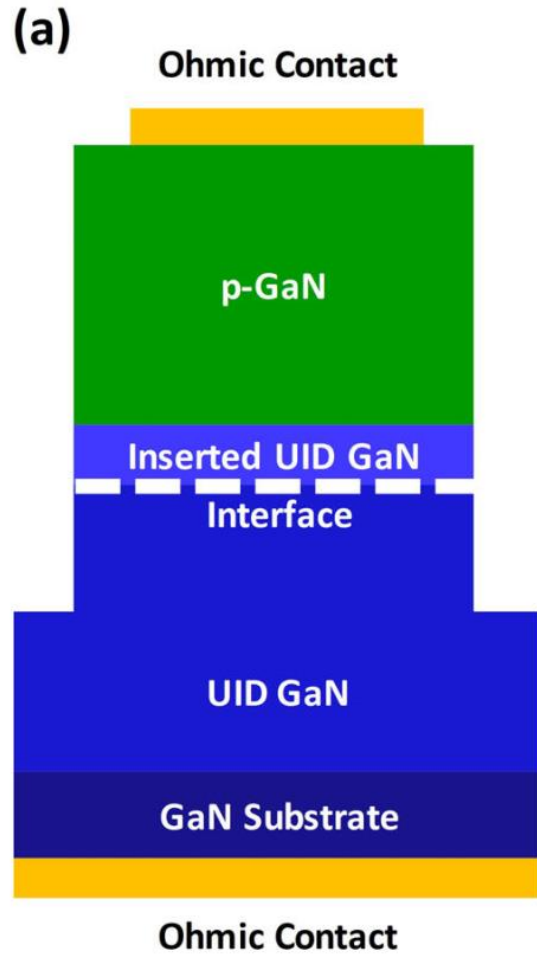 (a)
Ohmic Contact
p-GaN
Inserted UID GaN
Interface
UID GaN
GaN Substrate
Ohmic Contact